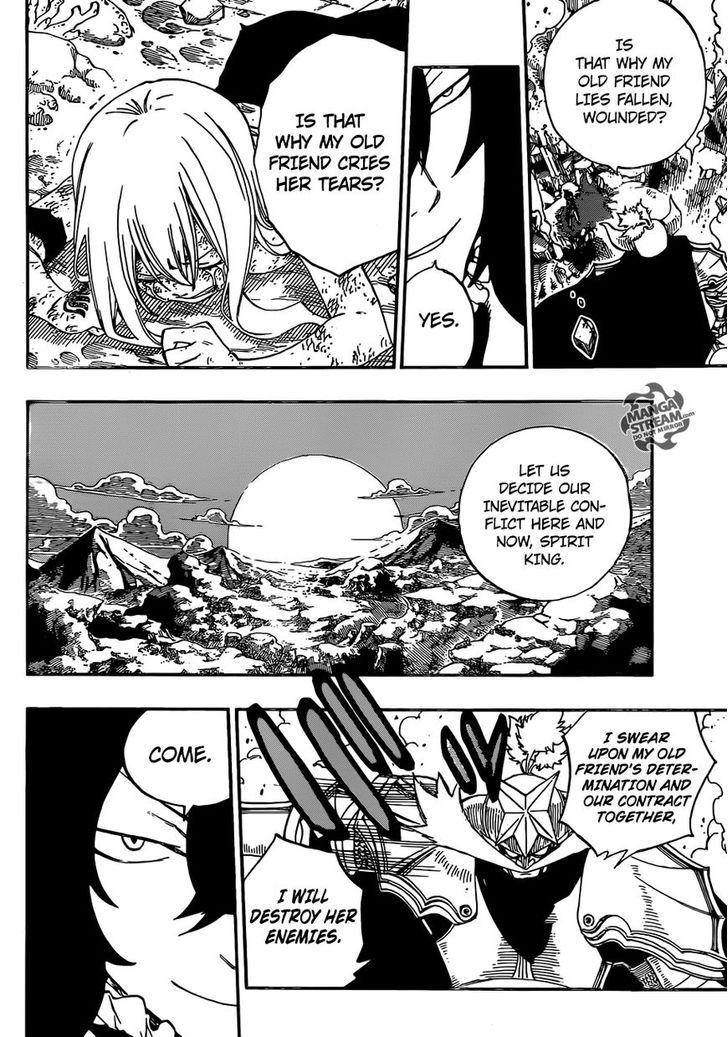 IS
THAT WHY MY
OLD FRIEND
LIES FALLEN,
WOUNDED?
YES.
IS THAT
WHY MY OLD
FRIEND CRIES
HER TEARS?
MANGA
STREAM.com
DO NOT MIRROR
LET US
DECIDE OUR
INEVITABLE CON-
FLICT HERE AND
NOW, SPIRIT
KING.
I SWEAR
UPON MY OLD
FRIEND'S DETER-
MINATION AND
OUR CONTRACT
TOGETHER,
I WILL
DESTROY HER
ENEMIES.
COME.